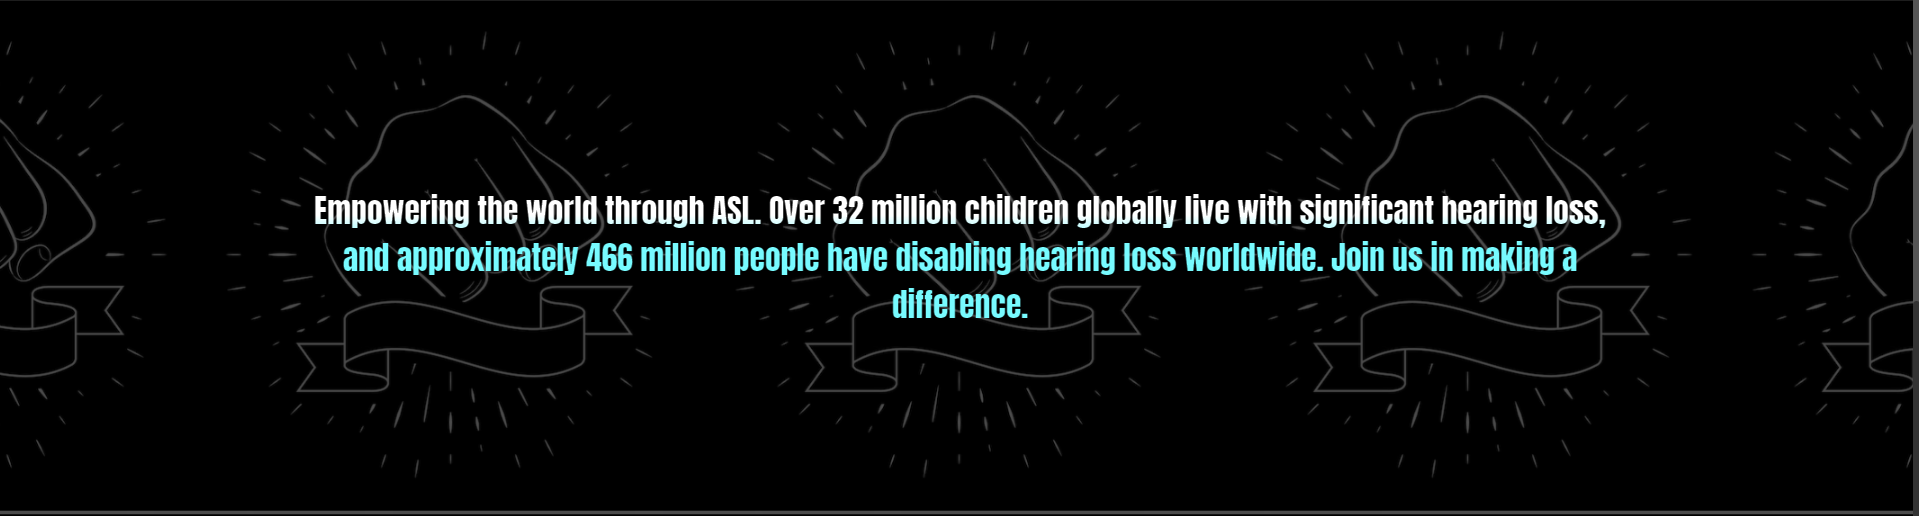 Empowering the world through ASL. Over 32 million children globally live with significant hearing loss,
and approximately 466 million people have disabling hearing loss worldwide. Join us in making a
difference.